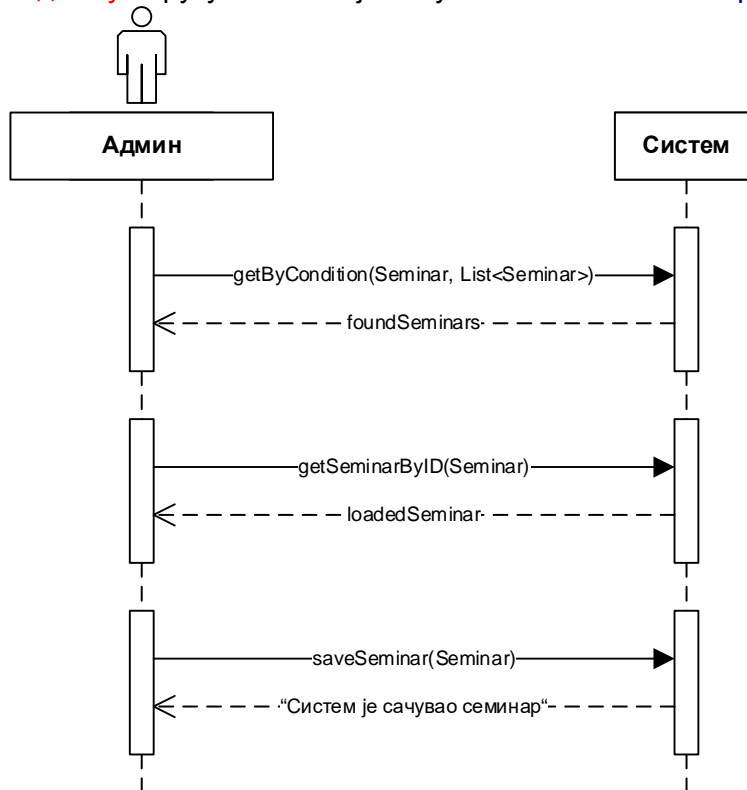 Админ
Систем
getByCondition(Seminar, List<Seminar>)
foundSeminars
getSeminarByID(Seminar)
loadedSeminar
saveSeminar(Seminar)
“Систем је сачувао семинар“